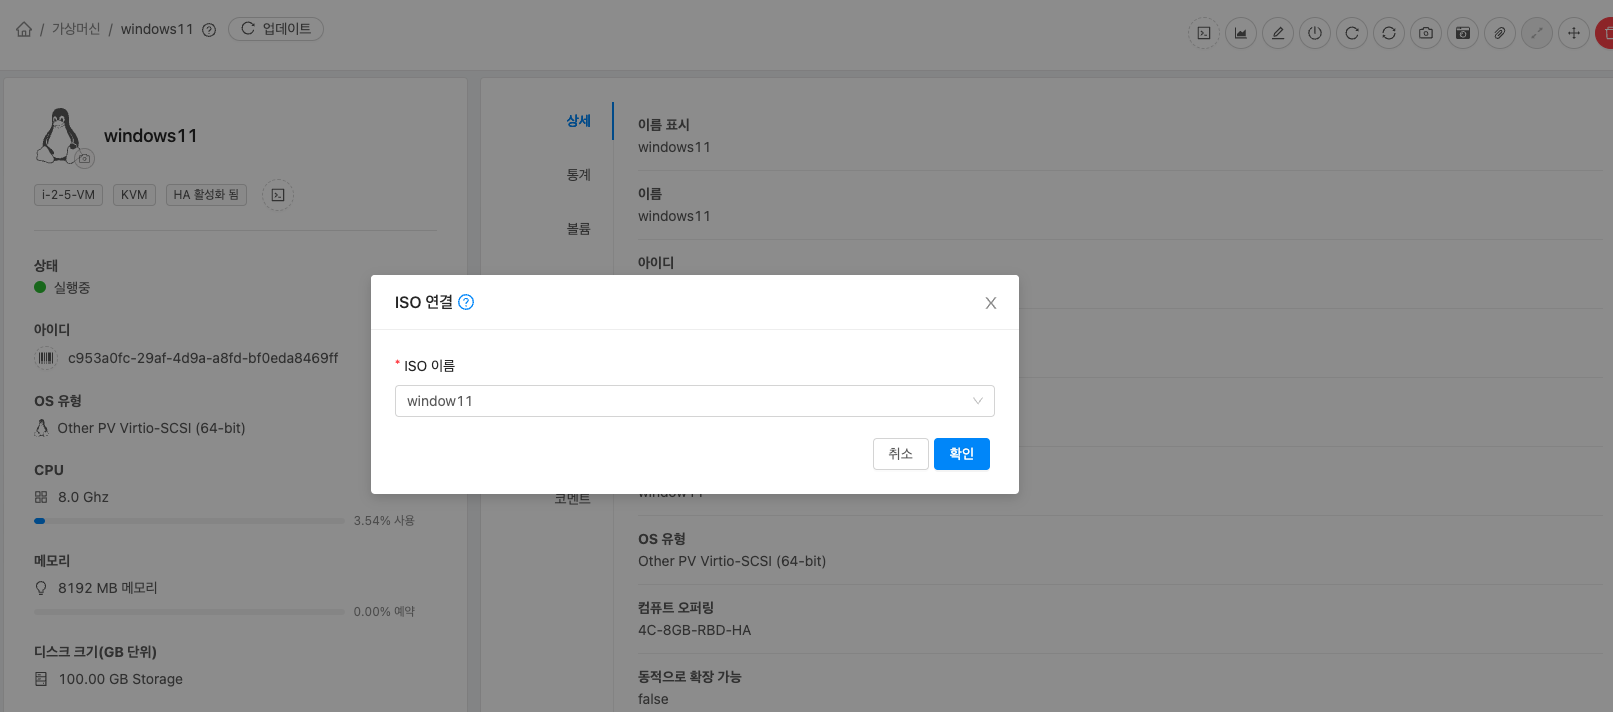 / 가상머신 / windows11 업데이트
windows11
i-2-5-VM KVM HA 활성화 됨
상태
실행중
아이디
c953a0fc-29af-4d9a-a8fd-bf0eda8469ff
OS 유형
Other PV Virtio-SCSI (64-bit)
CPU
8.0 Ghz
3.54% 사용
메모리
8192 MB 메모리
0.00% 예약
디스크 크기(GB 단위)
100.00 GB Storage
상세
통계
볼륨
코멘트
이름 표시
windows11
이름
windows11
아이디
ISO 연결
* ISO 이름
window11
취소 확인
OS 유형
Other PV Virtio-SCSI (64-bit)
컴퓨트 오퍼링
4C-8GB-RBD-HA
동적으로 확장 가능
false